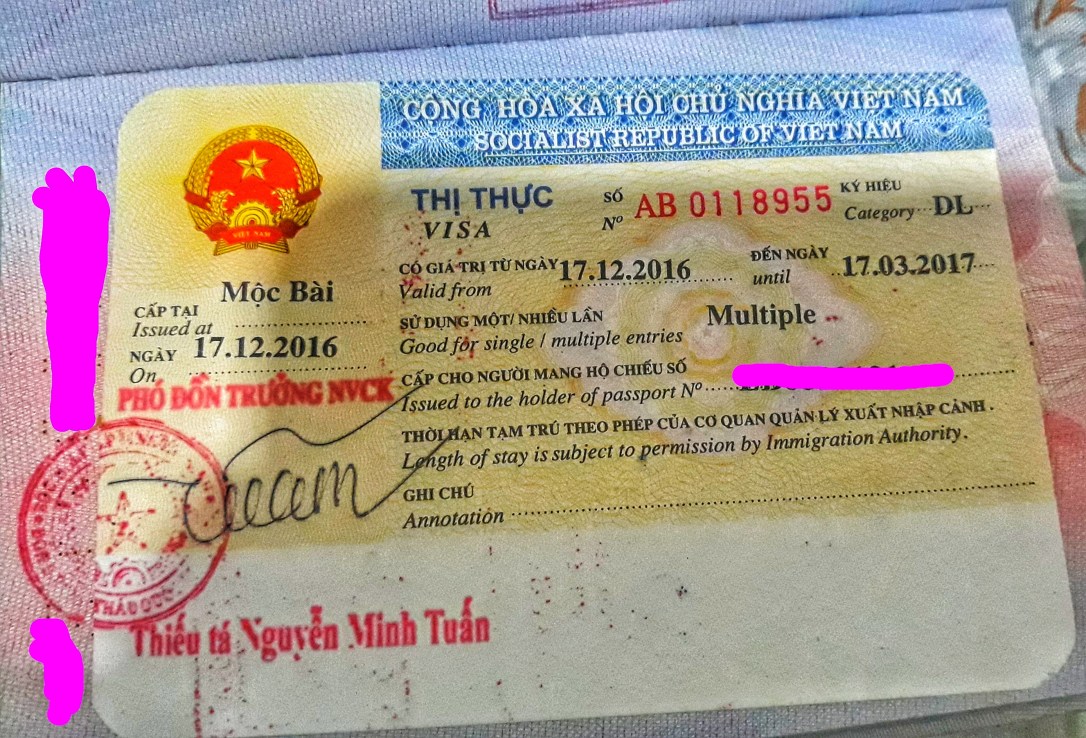 CỘNG HÒA XÃ HỘI CHỦ NGHĨA VIỆT NAM
SOCIALIST REPUBLIC OF VIET NAM
VIỆT NAM
THỊ THỰC SỐ AB 0118955 KÝ HIỆU DL
VISA Nº Category
CÓ GIÁ TRỊ TỪ NGÀY 17.12.2016 ĐẾN NGÀY 17.03.2017
Valid from until
CẤP TẠI Mộc Bài
Issued at
SỬ DỤNG MỘT/ NHIỀU LẦN Multiple
Good for single / multiple entries
NGÀY 17.12.2016
On
CẤP CHO NGƯỜI MANG HỘ CHIẾU SỐ
Issued to the holder of passport Nº
PHÓ ĐỒN TRƯỞNG NVCK
THỜI HẠN TẠM TRÚ THEO PHÉP CỦA CƠ QUAN QUẢN LÝ XUẤT NHẬP CẢNH.
Length of stay is subject to permission by Immigration Authority.
GHI CHÚ
Annotation
Thiếu tá Nguyễn Minh Tuấn